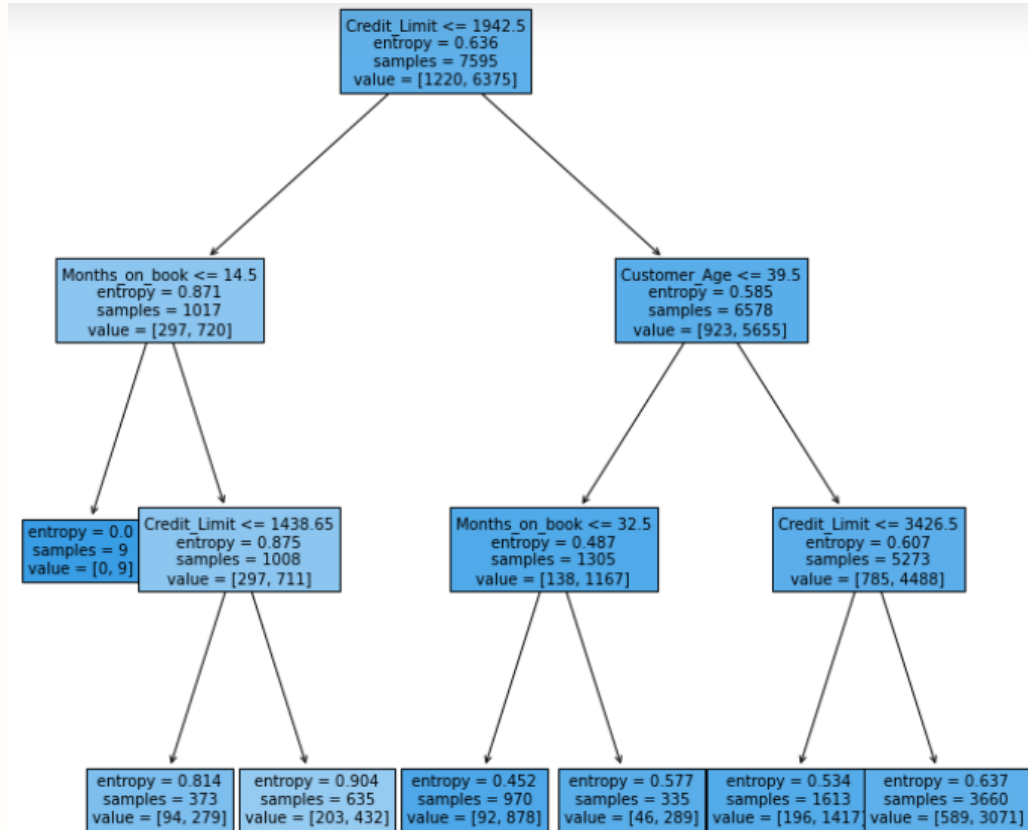 Credit_Limit <= 1942.5
entropy = 0.636
samples = 7595
value = [1220, 6375]
Months_on_book <= 14.5
entropy = 0.871
samples = 1017
value = [297, 720]
Customer_Age <= 39.5
entropy = 0.585
samples = 6578
value = [923, 5655]
entropy = 0.0
samples = 9
value = [0, 9]
Credit_Limit <= 1438.65
entropy = 0.875
samples = 1008
value = [297, 711]
Months_on_book <= 32.5
entropy = 0.487
samples = 1305
value = [138, 1167]
Credit_Limit <= 3426.5
entropy = 0.607
samples = 5273
value = [785, 4488]
entropy = 0.814
samples = 373
value = [94, 279]
entropy = 0.904
samples = 635
value = [203, 432]
entropy = 0.452
samples = 970
value = [92, 878]
entropy = 0.577
samples = 335
value = [46, 289]
entropy = 0.534
samples = 1613
value = [196, 1417]
entropy = 0.637
samples = 3660
value = [589, 3071]